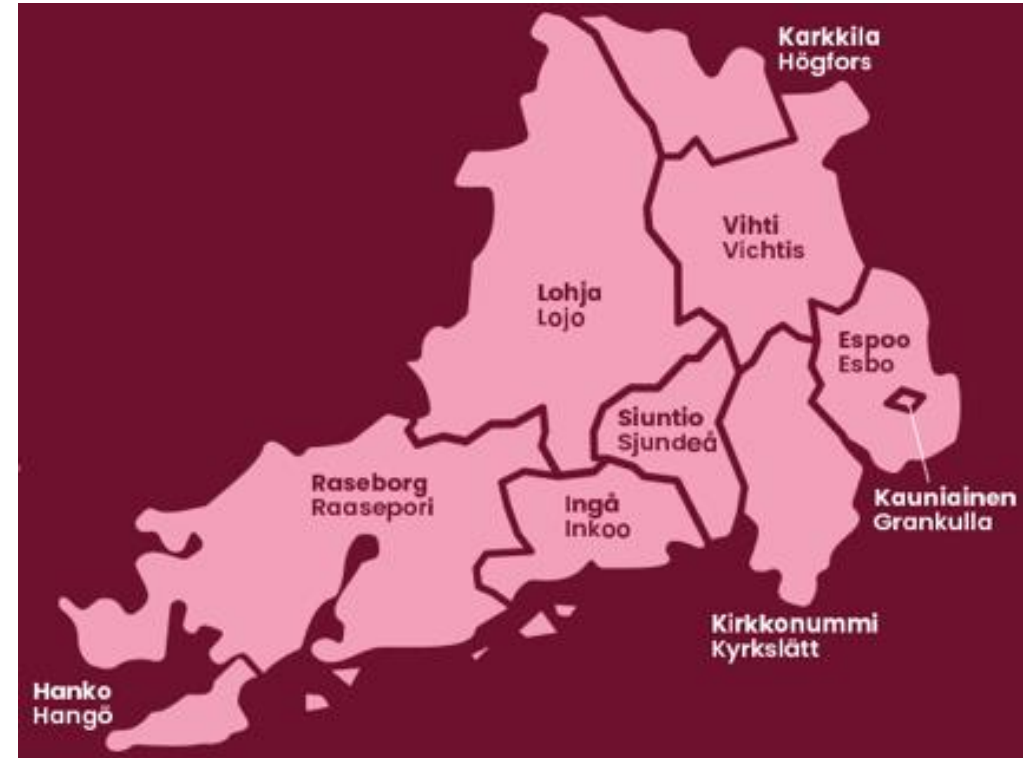 Karkkila
Högfors
Vihti
Vichtis
Lohja
Lojo
Espoo
Esbo
Siuntio
Sjundeå
Raseborg
Raasepori
Ingå
Inkoo
Kauniainen
Grankulla
Kirkkonummi
Kyrkslätt
Hanko
Hangö